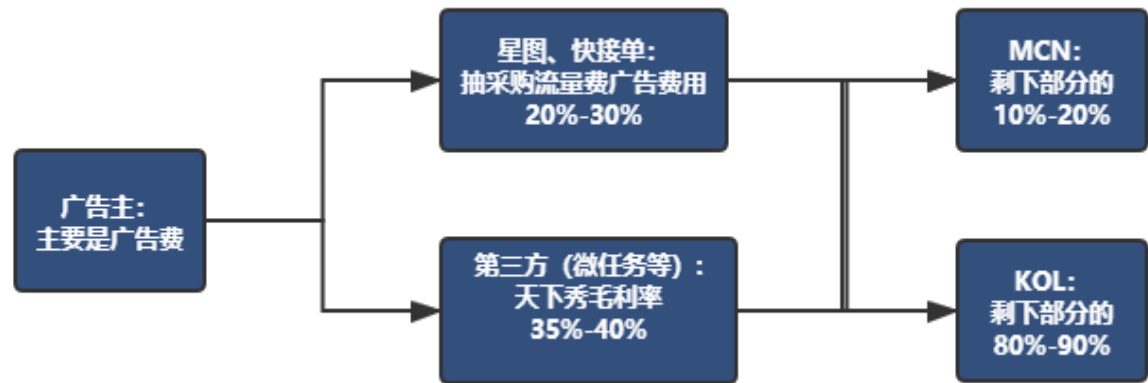 广告主：
主要是广告费
星图、快接单：
抽采购流量费广告费用
20%-30%
第三方（微任务等）：
天下秀毛利率
35%-40%
MCN：
剩下部分的
10%-20%
KOL：
剩下部分的
80%-90%